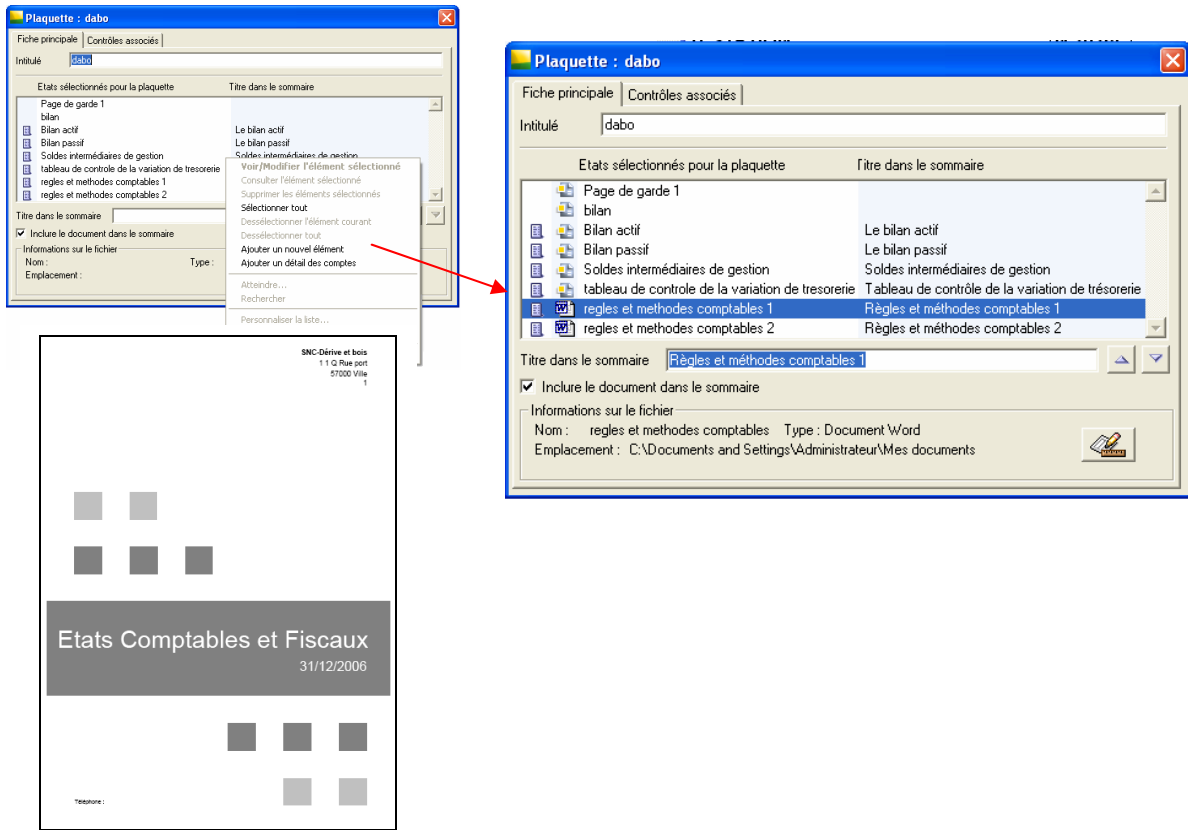 Plaquette : dabo
Fiche principale
Contrôles associés
Intitulé
dabo
Etats sélectionnés pour la plaquette
Titre dans le sommaire
Page de garde 1
bilan
Bilan actif
Le bilan actif
Bilan passif
Le bilan passif
Soldes intermédiaires de gestion
Soldes intermédiaires de gestion
tableau de controle de la variation de tresorerie
regles et methodes comptables 1
regles et methodes comptables 2
Voir/Modifier l'élément sélectionné
Consulter l'élément sélectionné
Supprimer les éléments sélectionnés
Sélectionner tout
Dessélectionner l'élément courant
Dessélectionner tout
Ajouter un nouvel élément
Ajouter un détail des comptes
Atteindre...
Rechercher
Personnaliser la liste...
Titre dans le sommaire
Inclure le document dans le sommaire
Informations sur le fichier
Nom :
Type :
Emplacement :
Plaquette : dabo
Fiche principale
Contrôles associés
Intitulé
dabo
Etats sélectionnés pour la plaquette
Titre dans le sommaire
Page de garde 1
bilan
Bilan actif
Le bilan actif
Bilan passif
Le bilan passif
Soldes intermédiaires de gestion
Soldes intermédiaires de gestion
tableau de controle de la variation de tresorerie
Tableau de contrôle de la variation de trésorerie
regles et methodes comptables 1
Règles et méthodes comptables 1
regles et methodes comptables 2
Règles et méthodes comptables 2
Titre dans le sommaire
Règles et méthodes comptables 1
Inclure le document dans le sommaire
Informations sur le fichier
Nom : regles et methodes comptables Type : Document Word
Emplacement : C:\Documents and Settings\Administrateur\Mes documents
SNC-Dérive et bois
1 1 Q Rue port
57000 Ville
1
Etats Comptables et Fiscaux
31/12/2006
Téléphone :